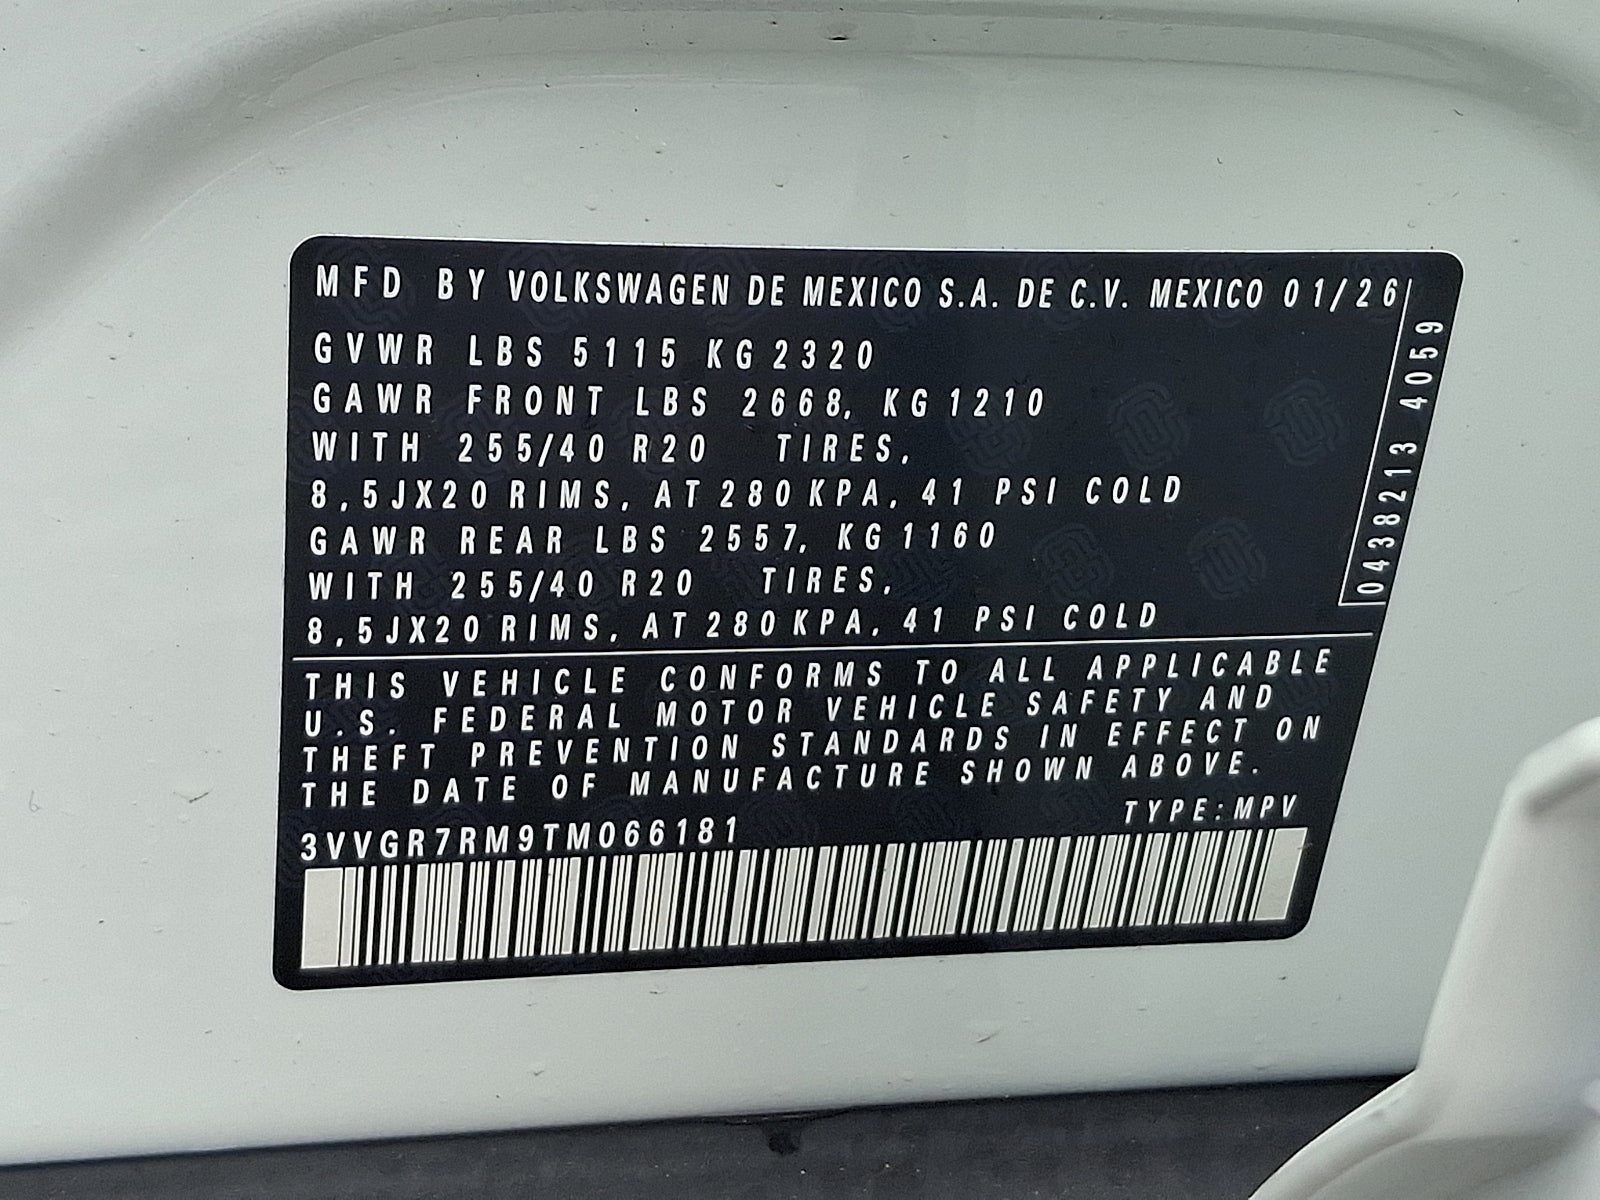 MFD BY VOLKSWAGEN DE MEXICO S.A. DE C.V. MEXICO 01/26
GVWR LBS 5115 KG 2320
GAWR FRONT LBS 2668, KG 1210
WITH 255/40 R20 TIRES,
8,5JX20 RIMS, AT 280 KPA, 41 PSI COLD
GAWR REAR LBS 2557, KG 1160
WITH 255/40 R20 TIRES,
8,5JX20 RIMS, AT 280 KPA, 41 PSI COLD
0438213 4059
THIS VEHICLE CONFORMS TO ALL APPLICABLE
U.S. FEDERAL MOTOR VEHICLE SAFETY AND
THEFT PREVENTION STANDARDS IN EFFECT ON
THE DATE OF MANUFACTURE SHOWN ABOVE.
3VVGR7RM9TM066181 TYPE:MPV